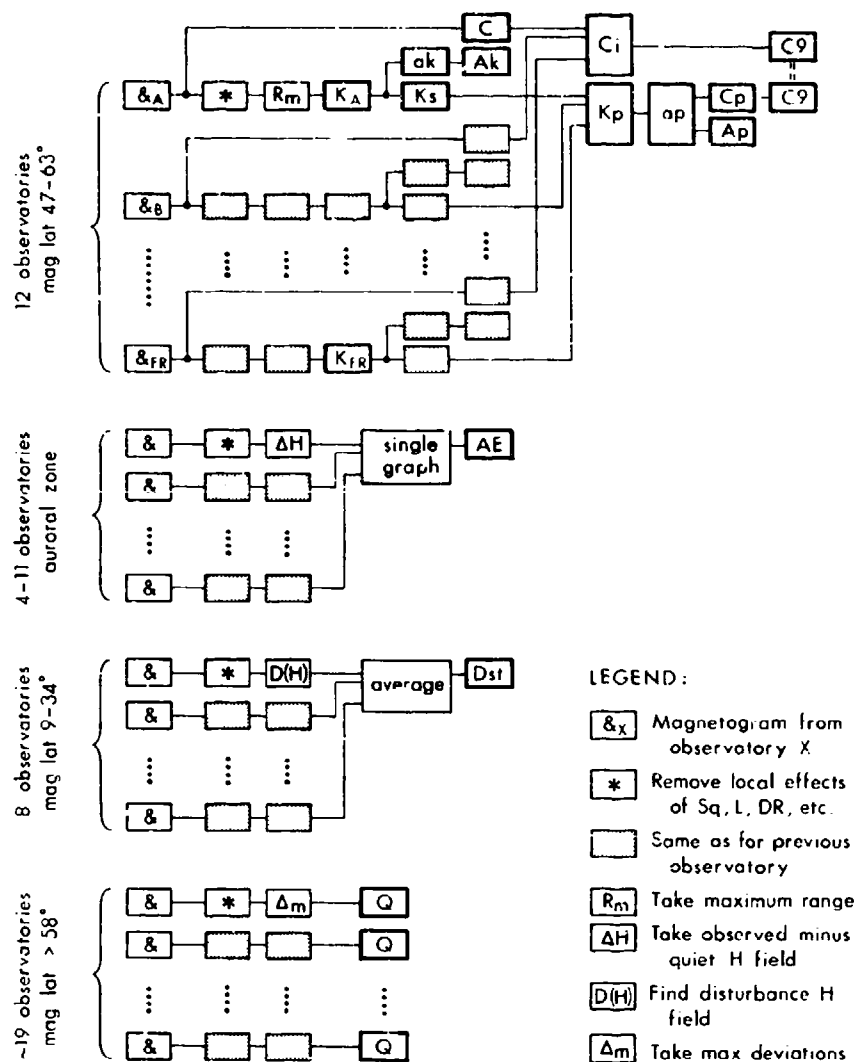 C
Ci
C9
ak
Ak
&A
*
Rm
KA
Ks
Kp
ap
Cp
C9
Ap
12 observatories
mag lat 47-63°
&B
&FR
KFR
4-11 observatories
auroral zone
&
*
ΔH
single
graph
AE
&
&
8 observatories
mag lat 9-34°
&
*
D(H)
average
Dst
&
&
~19 observatories
mag lat > 58°
&
*
Δm
Q
&
Q
&
Q
LEGEND:
&X Magnetogram from
observatory X
* Remove local effects
of Sq, L, DR, etc.
Same as for previous
observatory
Rm Take maximum range
ΔH Take observed minus
quiet H field
D(H) Find disturbance H
field
Δm Take max deviations